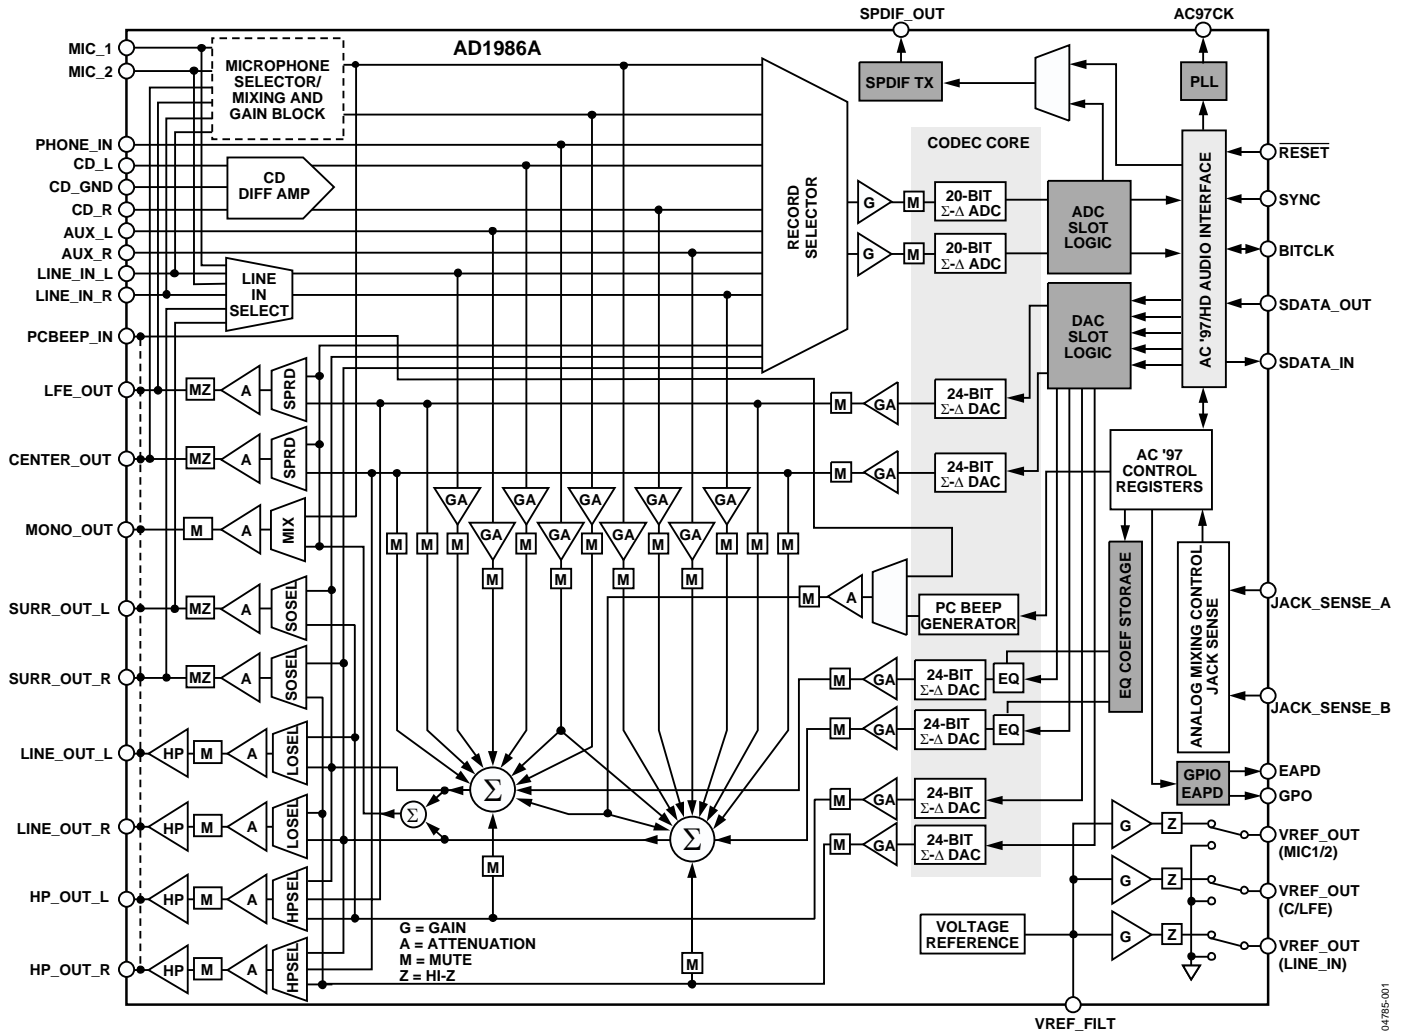 SPDIF_OUT
AC97CK
AD1986A
MIC_1
MIC_2
MICROPHONE
SELECTOR/
MIXING AND
GAIN BLOCK
SPDIF TX
PLL
PHONE_IN
CD_L
CD_GND
CD_R
AUX_L
AUX_R
LINE_IN_L
LINE_IN_R
PCBEEP_IN
CD
DIFF AMP
LINE
IN
SELECT
RECORD
SELECTOR
CODEC CORE
G
M
20-BIT
Σ-Δ ADC
G
M
20-BIT
Σ-Δ ADC
ADC
SLOT
LOGIC
DAC
SLOT
LOGIC
AC '97/HD AUDIO INTERFACE
RESET
SYNC
BITCLK
SDATA_OUT
SDATA_IN
LFE_OUT
MZ
A
SPRD
M
GA
24-BIT
Σ-Δ DAC
CENTER_OUT
MZ
A
SPRD
M
GA
24-BIT
Σ-Δ DAC
AC '97
CONTROL
REGISTERS
MONO_OUT
M
A
MIX
GA
GA
GA
GA
GA
GA
GA
GA
GA
M
M
M
M
M
M
M
M
M
M
M
M
M
SURR_OUT_L
MZ
A
SOSEL
M
A
PC BEEP
GENERATOR
EQ COEF STORAGE
ANALOG MIXING CONTROL
JACK SENSE
JACK_SENSE_A
JACK_SENSE_B
SURR_OUT_R
MZ
A
SOSEL
M
GA
24-BIT
Σ-Δ DAC
EQ
M
GA
24-BIT
Σ-Δ DAC
EQ
LINE_OUT_L
HP
M
A
LOSEL
Σ
Σ
Σ
M
GA
24-BIT
Σ-Δ DAC
GPIO
EAPD
EAPD
GPO
LINE_OUT_R
HP
M
A
LOSEL
M
GA
24-BIT
Σ-Δ DAC
G
Z
VREF_OUT
(MIC1/2)
HP_OUT_L
HP
M
A
HPSEL
M
G
Z
VREF_OUT
(C/LFE)
G = GAIN
A = ATTENUATION
M = MUTE
Z = HI-Z
VOLTAGE
REFERENCE
G
Z
VREF_OUT
(LINE_IN)
HP_OUT_R
HP
M
A
HPSEL
M
VREF_FILT
04785-001